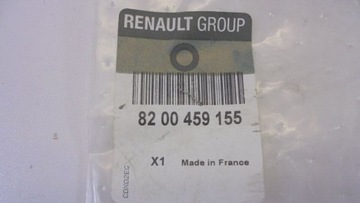 RENAULT GROUP
82 00 459 155
X1 Made in France